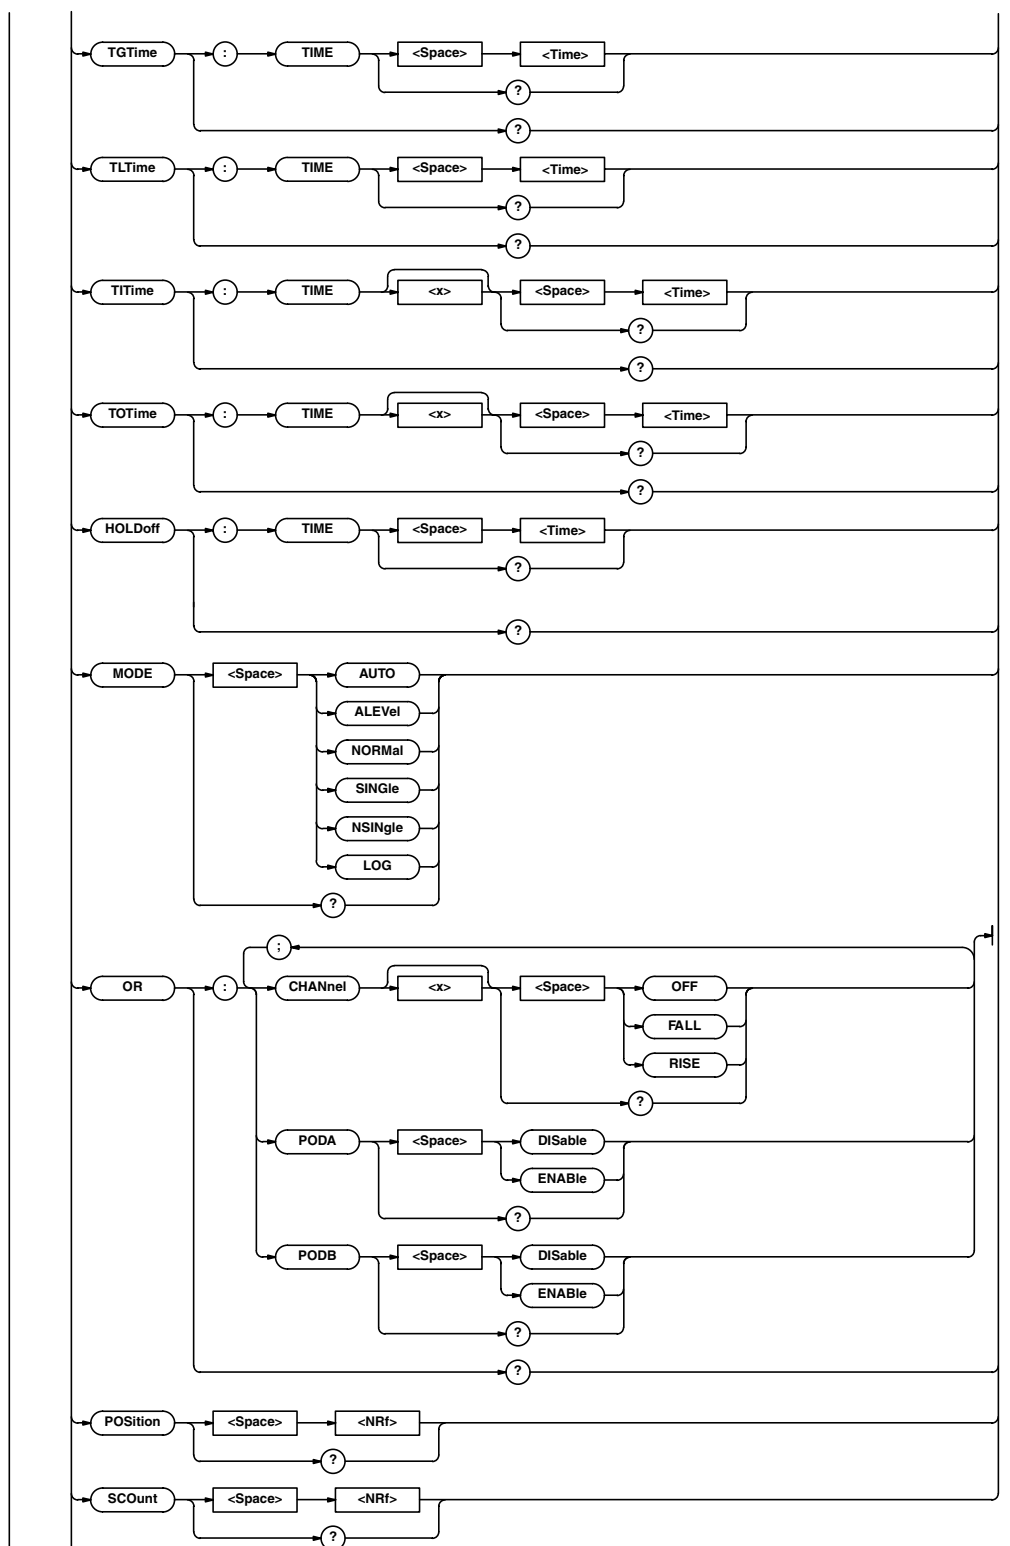 TGTime : TIME <Space> <Time>
?
?
TLTime : TIME <Space> <Time>
?
?
TITime : TIME <x> <Space> <Time>
?
?
TOTime : TIME <x> <Space> <Time>
?
?
HOLDoff : TIME <Space> <Time>
?
?
MODE <Space> AUTO
ALEVel
NORMal
SINGle
NSINgle
LOG
?
;
OR : CHANnel <x> <Space> OFF
FALL
RISE
?
PODA <Space> DISable
ENABle
?
PODB <Space> DISable
ENABle
?
?
POSition <Space> <NRf>
?
SCOunt <Space> <NRf>
?